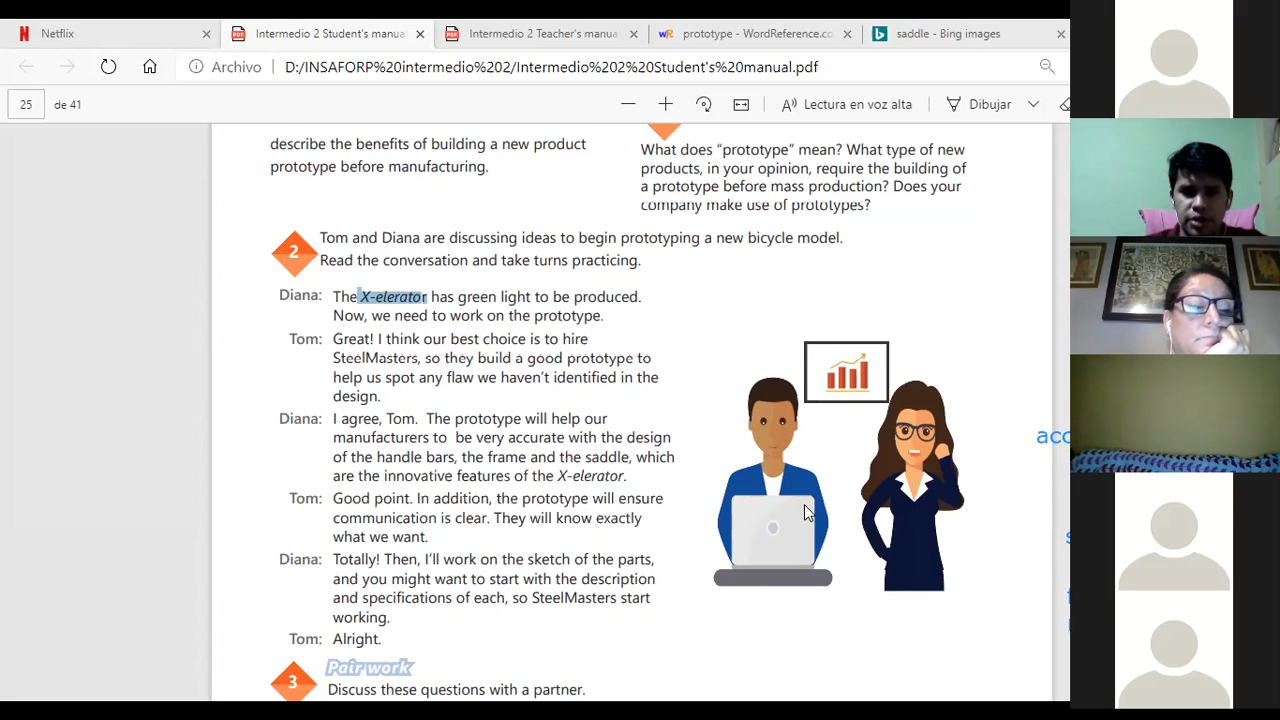 Netflix
Intermedio 2 Student's manua
Intermedio 2 Teacher's manua
prototype - WordReference.co
saddle - Bing images
Archivo
D:/INSAFORP%20intermedio%202/Intermedio%202%20Student's%20manual.pdf
25
de 41
Lectura en voz alta
Dibujar
describe the benefits of building a new product
prototype before manufacturing.
What does “prototype” mean? What type of new
products, in your opinion, require the building of
a prototype before mass production? Does your
company make use of prototypes?
2
Tom and Diana are discussing ideas to begin prototyping a new bicycle model.
Read the conversation and take turns practicing.
Diana: The X-elerator has green light to be produced.
Now, we need to work on the prototype.
Tom: Great! I think our best choice is to hire
SteelMasters, so they build a good prototype to
help us spot any flaw we haven’t identified in the
design.
Diana: I agree, Tom. The prototype will help our
manufacturers to be very accurate with the design
of the handle bars, the frame and the saddle, which
are the innovative features of the X-elerator.
Tom: Good point. In addition, the prototype will ensure
communication is clear. They will know exactly
what we want.
Diana: Totally! Then, I’ll work on the sketch of the parts,
and you might want to start with the description
and specifications of each, so SteelMasters start
working.
Tom: Alright.
3
Pair work
Discuss these questions with a partner.
acc